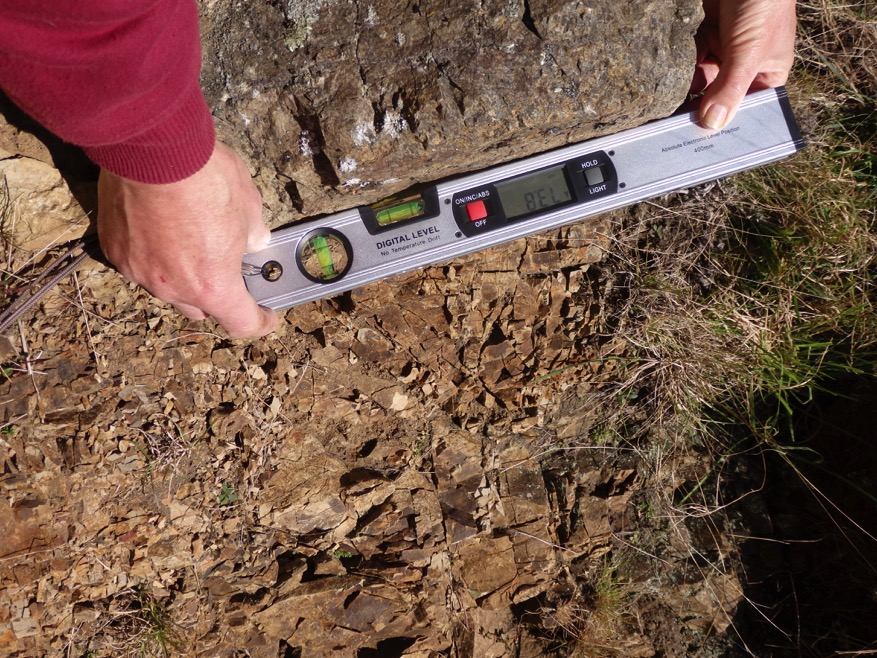 Absolute Electronic Level Position
400mm
HOLD
LIGHT
ON/INC/ABS
OFF
DIGITAL LEVEL
No Temperature Drift